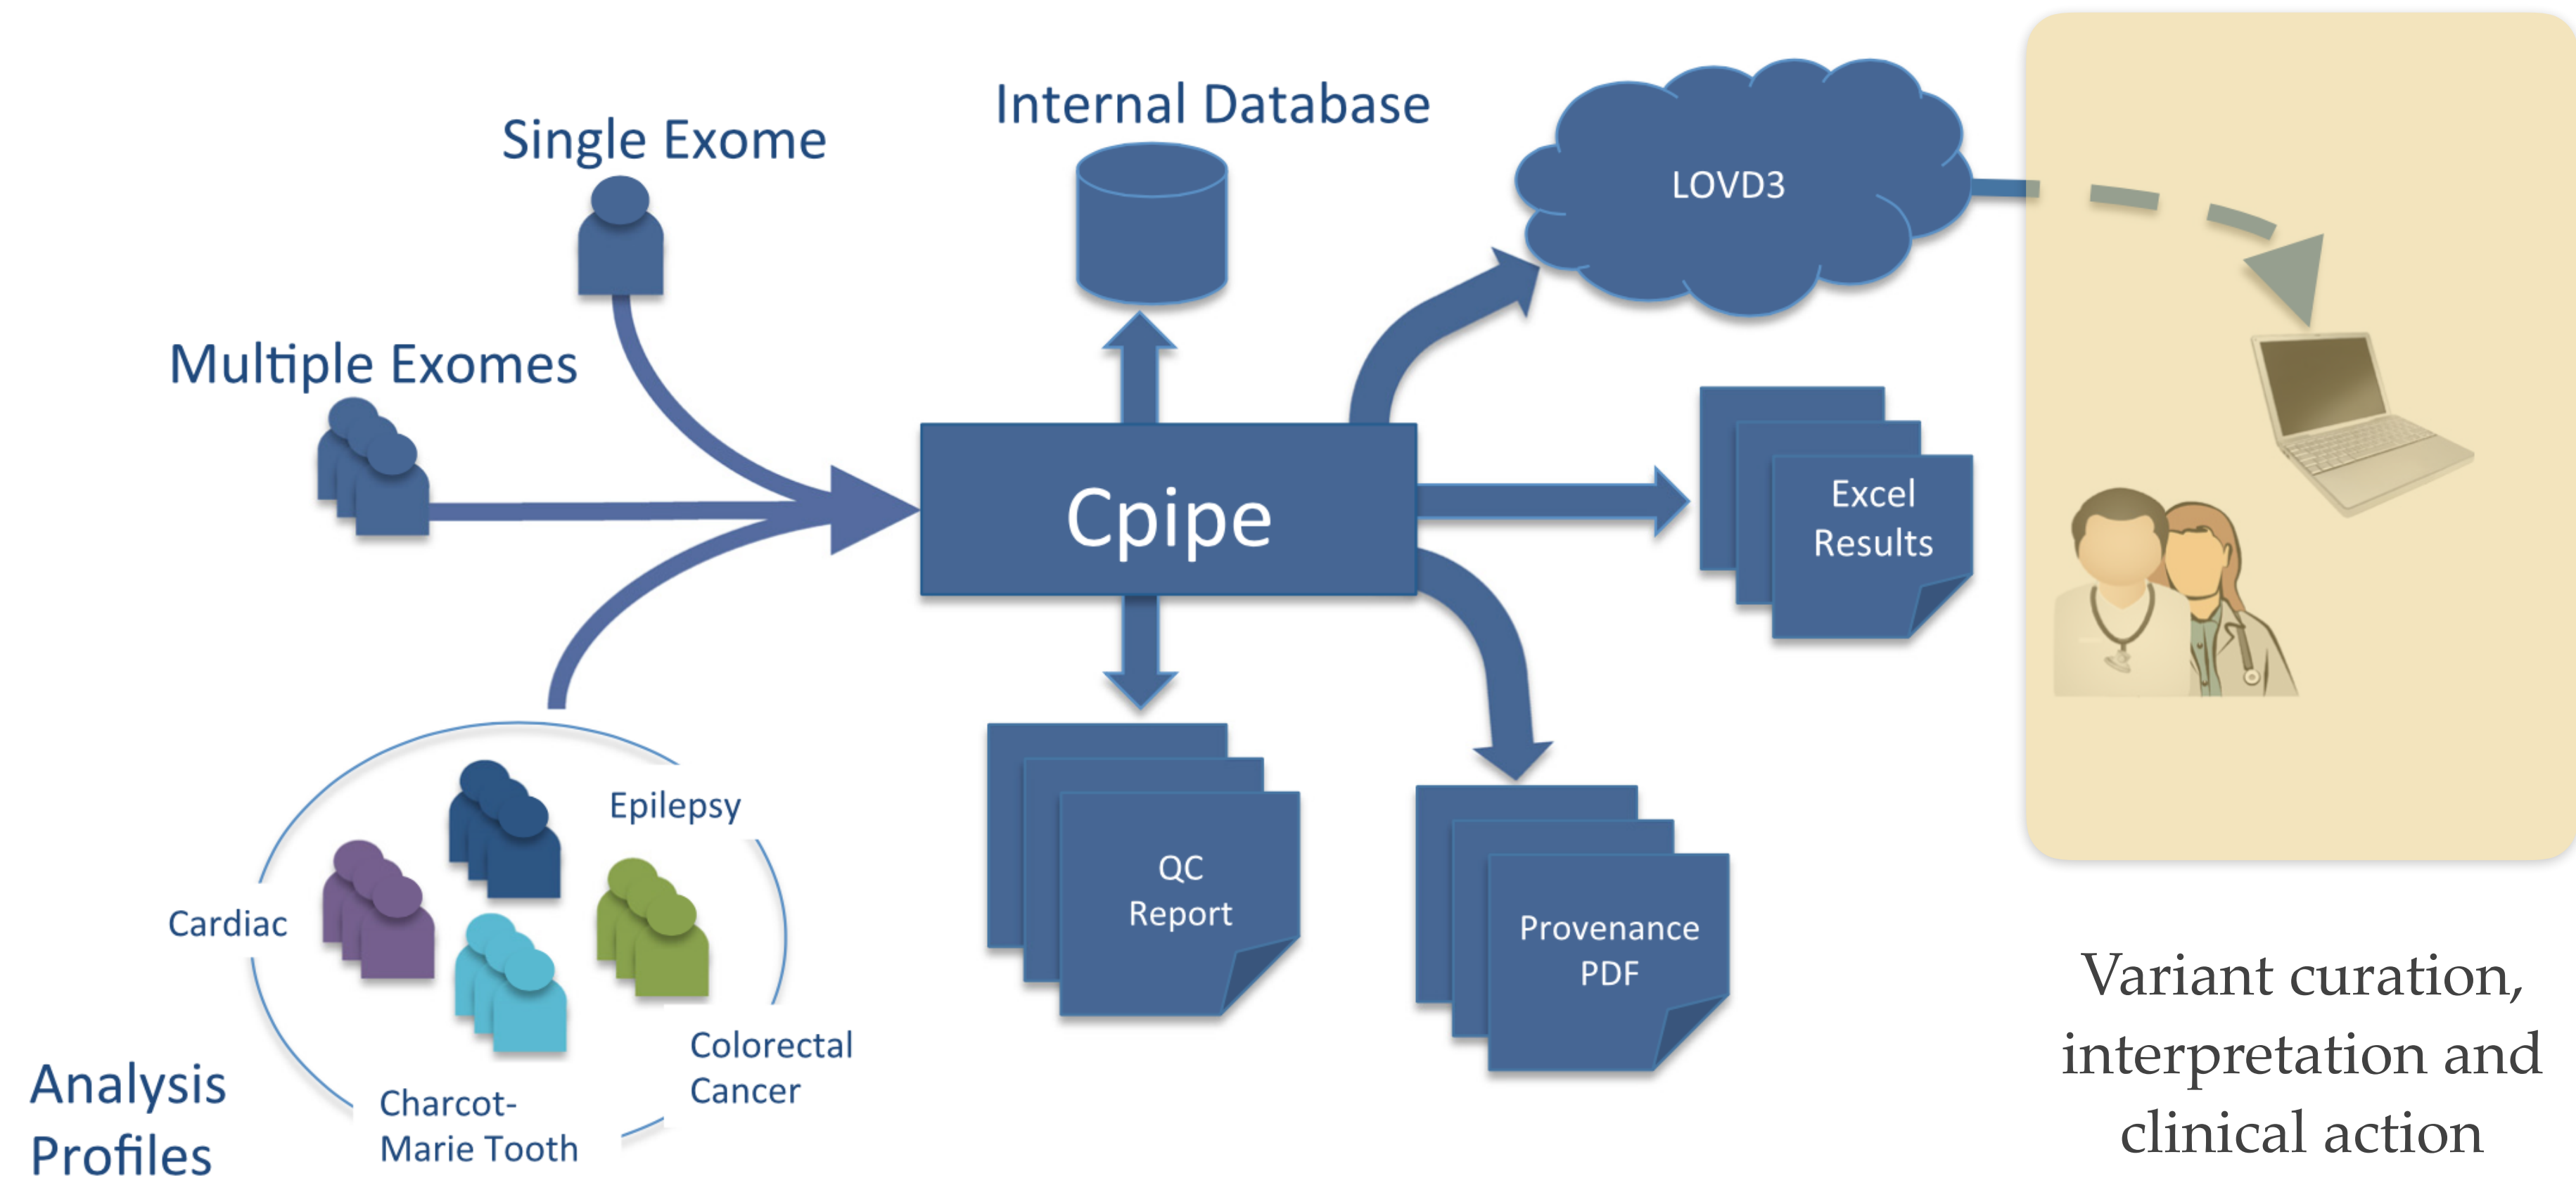 Single Exome
Multiple Exomes
Internal Database
LOVD3
Cpipe
Excel
Results
QC
Report
Provenance
PDF
Epilepsy
Cardiac
Colorectal
Cancer
Charcot-
Marie Tooth
Analysis
Profiles
Variant curation,
interpretation and
clinical action